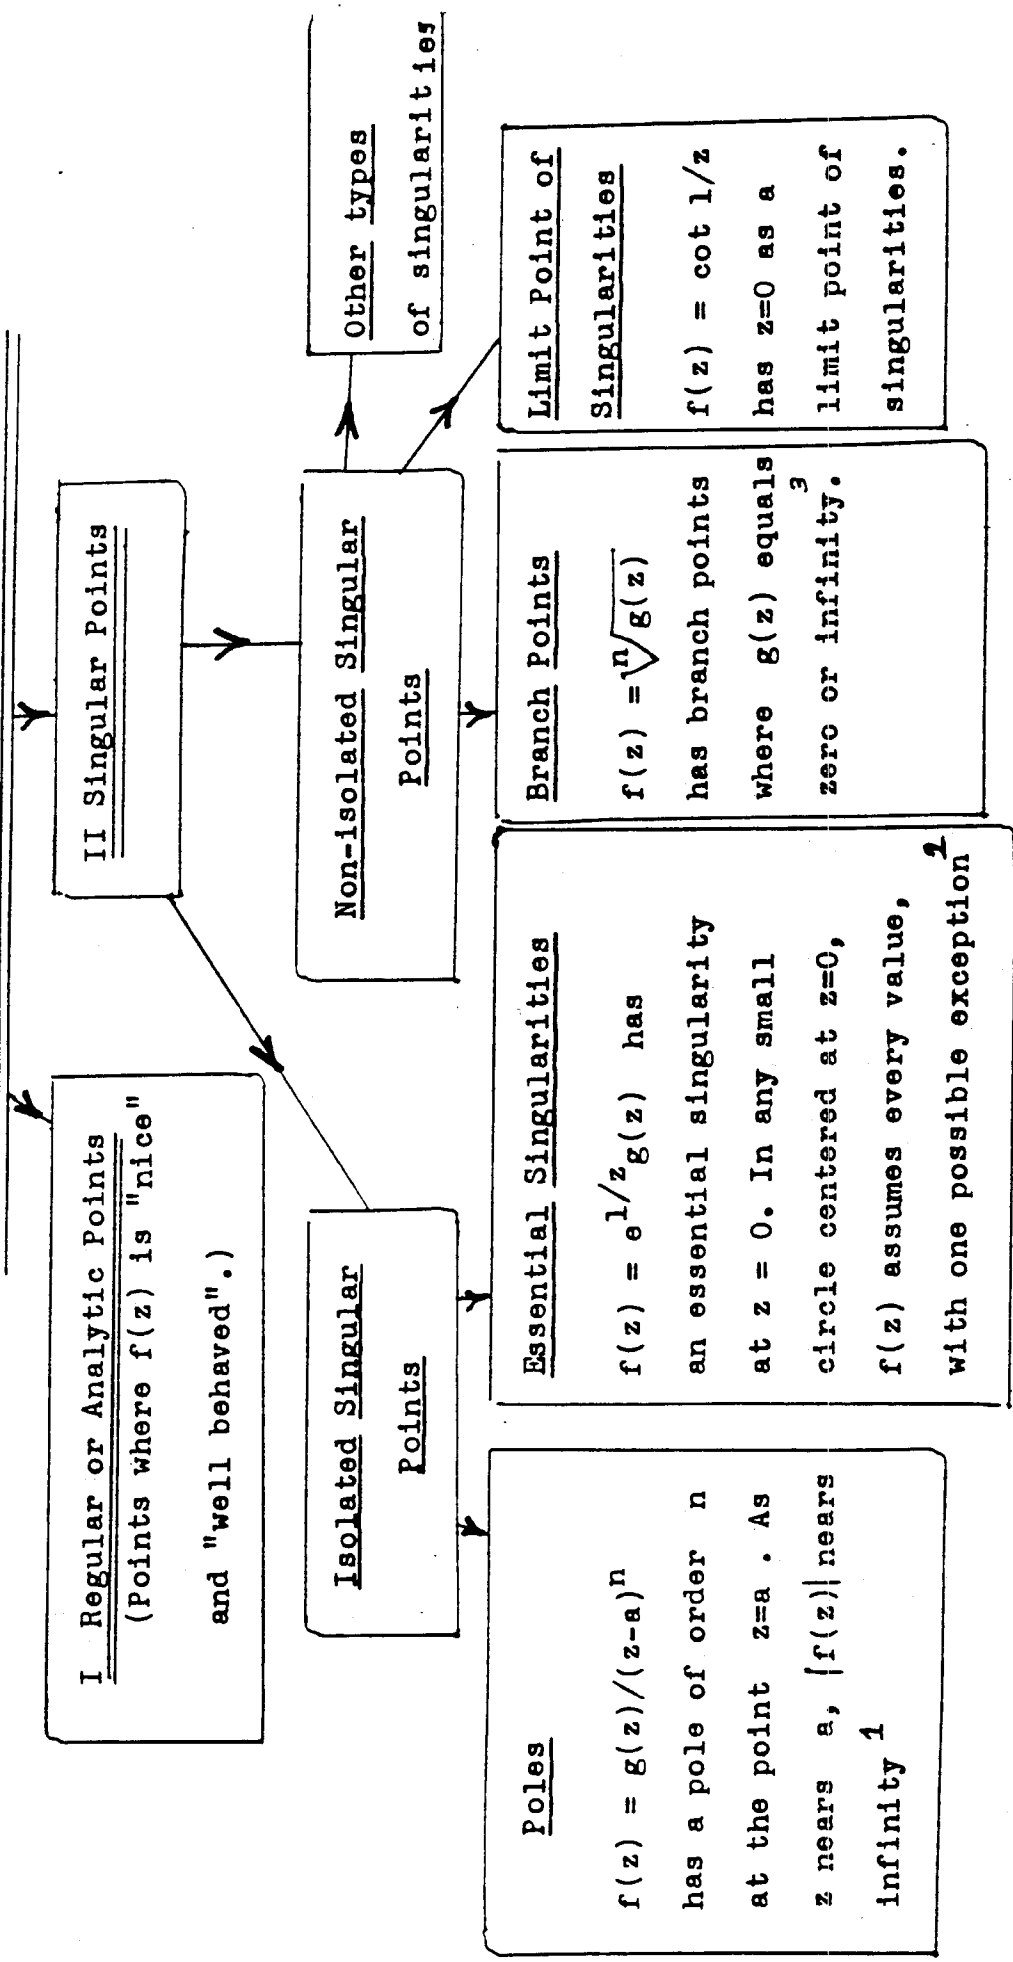 I Regular or Analytic Points
(Points where f(z) is "nice"
and "well behaved".)
II Singular Points
Isolated Singular
Points
Non-isolated Singular
Points
Other types
of singularities
Poles
f(z) = g(z)/(z-a)^n
has a pole of order n
at the point z=a . As
z nears a, |f(z)| nears
infinity ^1
Essential Singularities
f(z) = e^1/z g(z) has
an essential singularity
at z = 0. In any small
circle centered at z=0,
f(z) assumes every value,
with one possible exception ^2
Branch Points
f(z) = ^n√g(z)
has branch points
where g(z) equals
zero or infinity. ^3
Limit Point of
Singularities
f(z) = cot 1/z
has z=0 as a
limit point of
singularities.